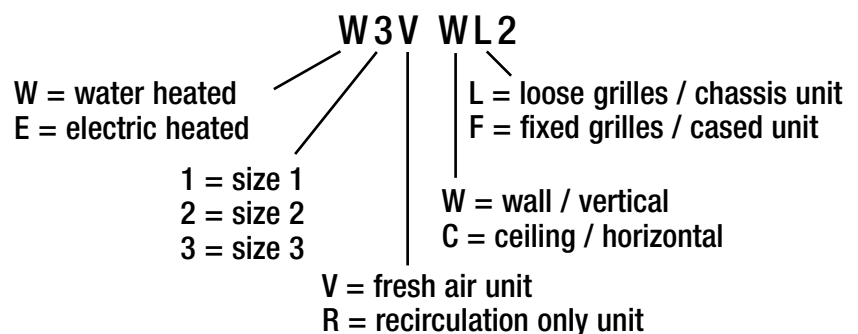 W3V WL2
W = water heated
E = electric heated
L = loose grilles / chassis unit
F = fixed grilles / cased unit
1 = size 1
2 = size 2
3 = size 3
W = wall / vertical
C = ceiling / horizontal
V = fresh air unit
R = recirculation only unit